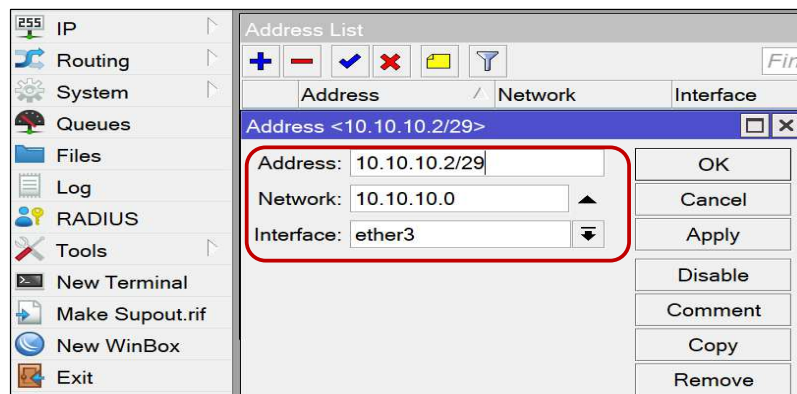 255 IP
Routing
System
Queues
Files
Log
RADIUS
Tools
New Terminal
Make Supout.rif
New WinBox
Exit
Address List
Address Network Interface
Address <10.10.10.2/29>
Address: 10.10.10.2/29
Network: 10.10.10.0
Interface: ether3
OK
Cancel
Apply
Disable
Comment
Copy
Remove